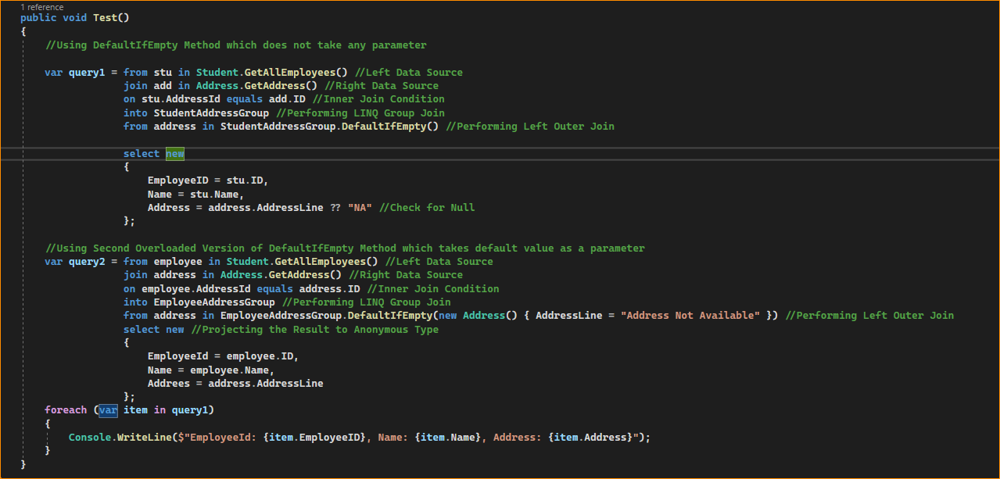 1 reference
public void Test()
{
//Using DefaultIfEmpty Method which does not take any parameter
var query1 = from stu in Student.GetAllEmployees() //Left Data Source
join add in Address.GetAddress() //Right Data Source
on stu.AddressId equals add.ID //Inner Join Condition
into StudentAddressGroup //Performing LINQ Group Join
from address in StudentAddressGroup.DefaultIfEmpty() //Performing Left Outer Join
select new
{
EmployeeID = stu.ID,
Name = stu.Name,
Address = address.AddressLine ?? "NA" //Check for Null
};
//Using Second Overloaded Version of DefaultIfEmpty Method which takes default value as a parameter
var query2 = from employee in Student.GetAllEmployees() //Left Data Source
join address in Address.GetAddress() //Right Data Source
on employee.AddressId equals address.ID //Inner Join Condition
into EmployeeAddressGroup //Performing LINQ Group Join
from address in EmployeeAddressGroup.DefaultIfEmpty(new Address() { AddressLine = "Address Not Available" }) //Performing Left Outer Join
select new //Projecting the Result to Anonymous Type
{
EmployeeId = employee.ID,
Name = employee.Name,
Addrees = address.AddressLine
};
foreach (var item in query1)
{
Console.WriteLine($"EmployeeId: {item.EmployeeID}, Name: {item.Name}, Address: {item.Address}");
}
}